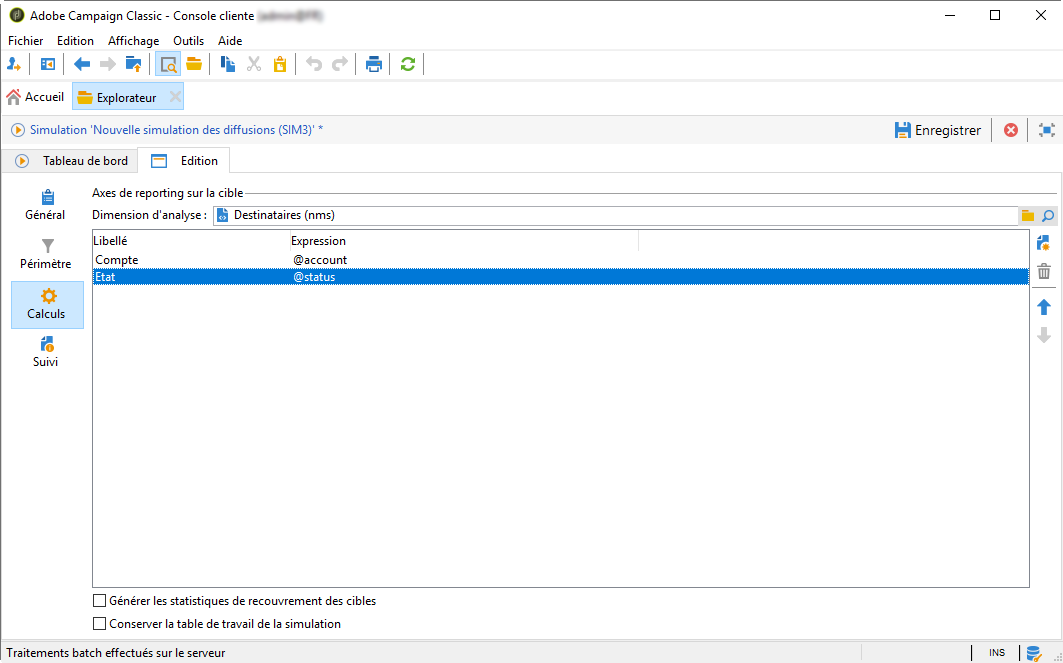 Adobe Campaign Classic - Console cliente
Fichier Edition Affichage Outils Aide
Accueil Explorateur
Simulation 'Nouvelle simulation des diffusions (SIM3)' *
Enregistrer
Tableau de bord Edition
Général
Périmètre
Calculs
Suivi
Axes de reporting sur la cible
Dimension d'analyse : Destinataires (nms)
Libellé Expression
Compte @account
Etat @status
Générer les statistiques de recouvrement des cibles
Conserver la table de travail de la simulation
Traitements batch effectués sur le serveur INS